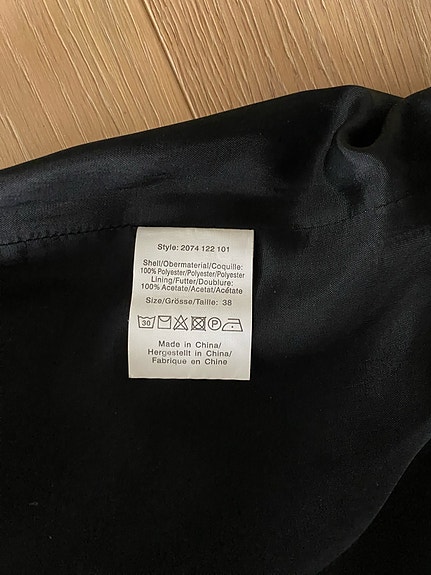 Style: 2074 122 101
Shell/Obermaterial/Coquille:
100% Polyester/Polyester/Polyester
Lining/Futter/Doublure:
100% Acetate/Acetat/Acétate
Size/Grösse/Taille: 38
30 P
Made in China/
Hergestellt in China/
Fabrique en Chine